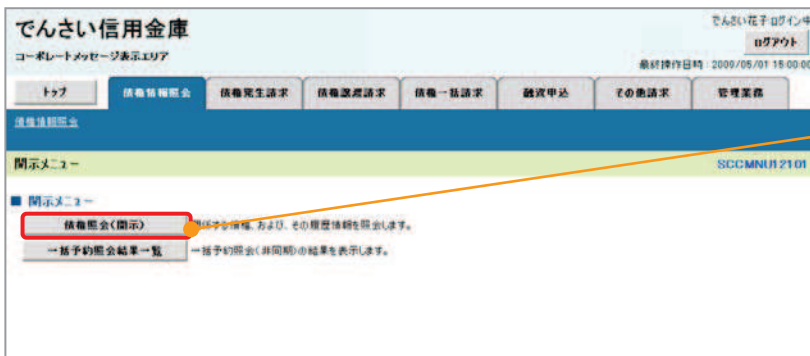 でんさい信用金庫
でんさい花子 ログイン中
ログアウト
コーポレートメッセージ表示エリア
最終操作日時：2009/05/01 15:00:00
トップ 債権情報照会 債権発生請求 債権譲渡請求 債権一括請求 融資申込 その他請求 管理業務
債権情報照会
開示メニュー SCCMNU12101
■ 開示メニュー
債権照会(開示) 関係する債権、および、その履歴情報を照会します。
一括予約照会結果一覧 一括予約照会(非同期)の結果を表示します。